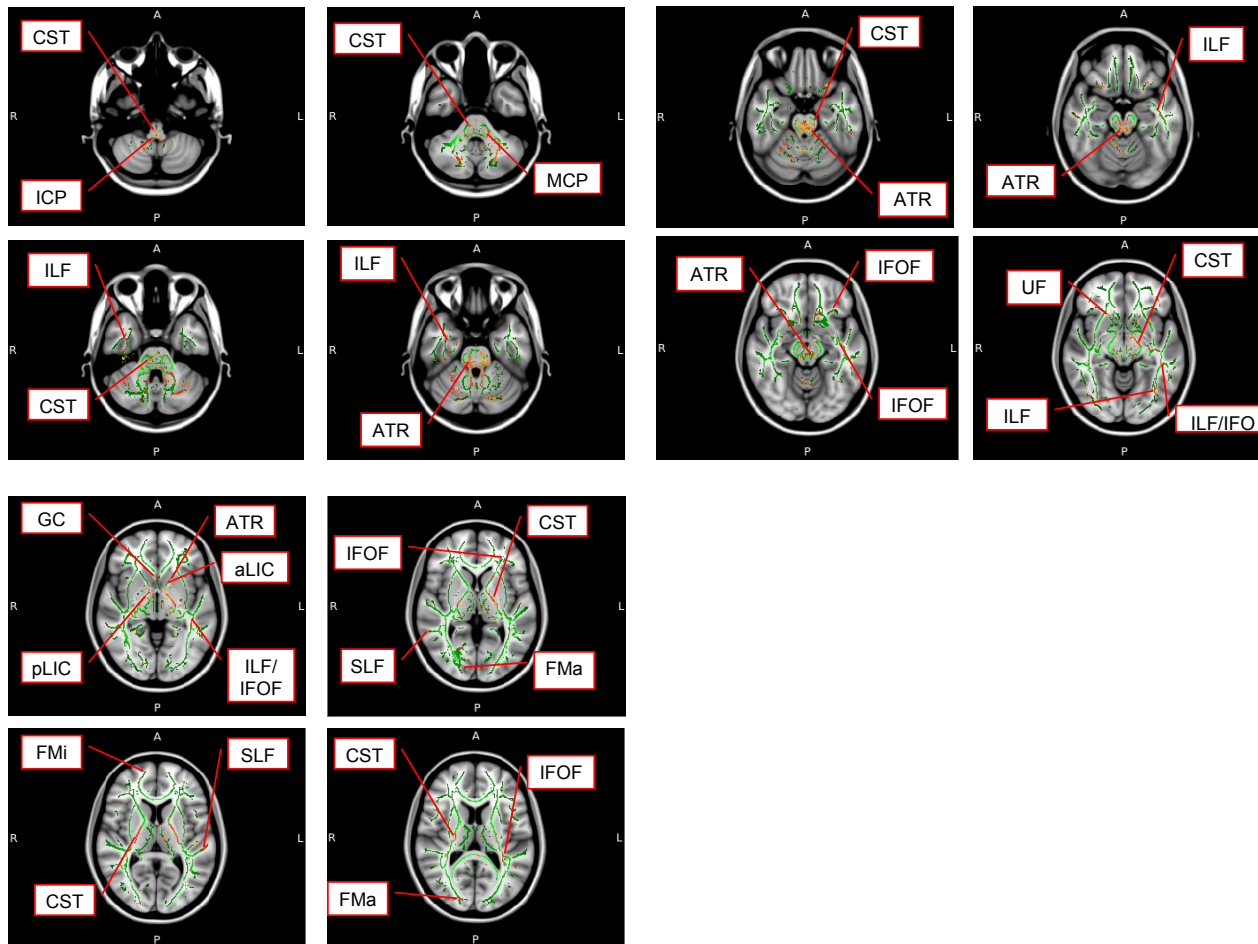 A
CST
R
L
ICP
P
A
CST
R
L
MCP
P
A
CST
R
L
ATR
P
A
ILF
R
L
ATR
P
A
ILF
R
L
CST
P
A
ILF
R
L
ATR
P
A
ATR
IFOF
R
L
IFOF
P
A
UF
CST
R
L
ILF
ILF/IFO
P
A
GC
ATR
aLIC
R
L
pLIC
ILF/
IFOF
P
A
CST
IFOF
R
L
SLF
FMa
P
A
FMi
SLF
R
L
CST
P
A
CST
IFOF
R
L
FMa
P